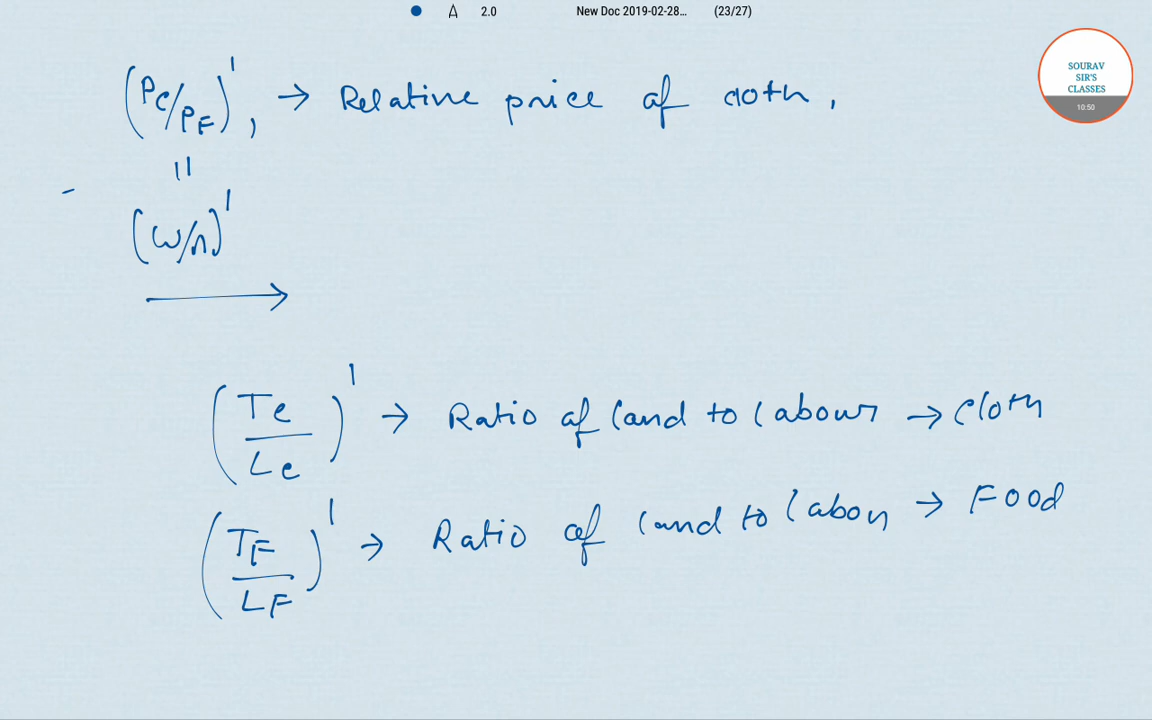 2.0 New Doc 2019-02-28... (23/27)
SOURAV
SIR'S
CLASSES
10:50
(Pc/PF)', → Relative price of cloth,
||
(w/r)'
→
(Tc/Lc)' → Ratio of land to labour → cloth
(TF/LF)' → Ratio of land to labou → Food